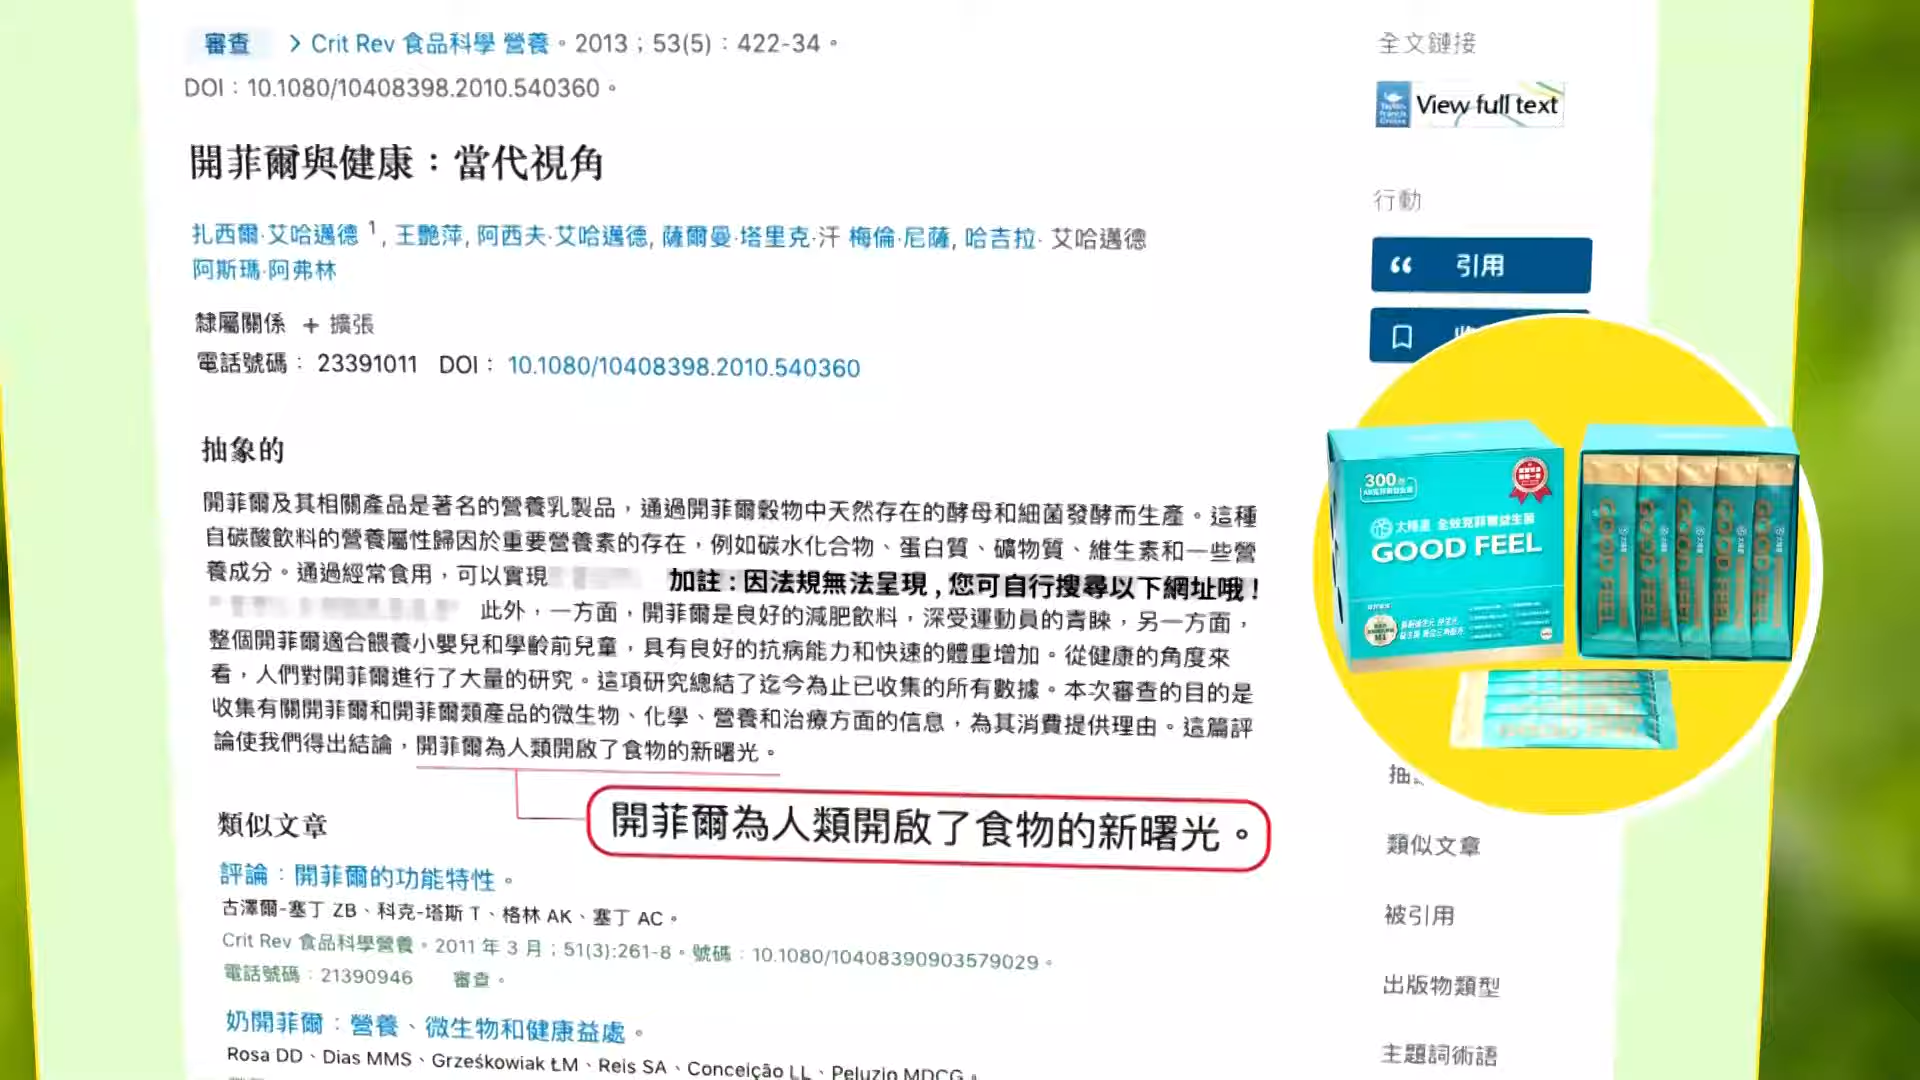 審查 > Crit Rev 食品科學 營養。2013；53(5)：422-34。
DOI：10.1080/10408398.2010.540360。
開菲爾與健康：當代視角
扎西爾·艾哈邁德 1, 王艷萍, 阿西夫·艾哈邁德, 薩爾曼·塔里克·汗 梅倫·尼薩, 哈吉拉· 艾哈邁德
阿斯瑪·阿弗林
隸屬關係 + 擴張
電話號碼： 23391011 DOI： 10.1080/10408398.2010.540360
抽象的
開菲爾及其相關產品是著名的營養乳製品，通過開菲爾穀物中天然存在的酵母和細菌發酵而生產。這種
自碳酸飲料的營養屬性歸因於重要營養素的存在，例如碳水化合物、蛋白質、礦物質、維生素和一些營
養成分。通過經常食用，可以實現
加註：因法規無法呈現，您可自行搜尋以下網址哦！
此外，一方面，開菲爾是良好的減肥飲料，深受運動員的青睞，另一方面，
整個開菲爾適合餵養小嬰兒和學齡前兒童，具有良好的抗病能力和快速的體重增加。從健康的角度來
看，人們對開菲爾進行了大量的研究。這項研究總結了迄今為止已收集的所有數據。本次審查的目的是
收集有關開菲爾和開菲爾類產品的微生物、化學、營養和治療方面的信息，為其消費提供理由。這篇評
論使我們得出結論，開菲爾為人類開啟了食物的新曙光。
開菲爾為人類開啟了食物的新曙光。
類似文章
評論：開菲爾的功能特性。
古澤爾-塞丁 ZB、科克-塔斯 T、格林 AK、塞丁 AC。
Crit Rev 食品科學營養。2011 年 3 月；51(3):261-8。號碼：10.1080/10408390903579029。
電話號碼：21390946 審查。
奶開菲爾：營養、微生物和健康益處。
Rosa DD、Dias MMS、Grześkowiak ŁM、Reis SA、Conceição LL、Peluzio MDCG。
全文鏈接
View full text
行動
引用
300
大陽星 全效克菲爾益生菌
GOOD FEEL
GOOD FEEL
GOOD FEEL
GOOD FEEL
GOOD FEEL
GOOD FEEL
類似文章
被引用
出版物類型
主題詞術語